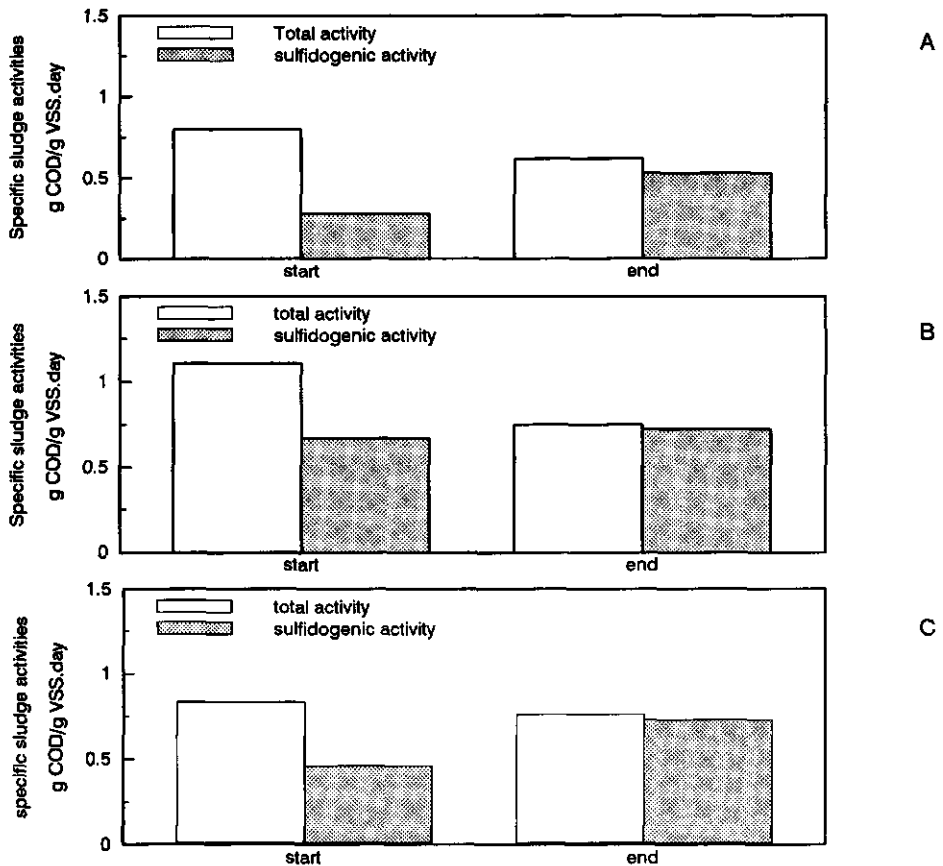 A
Specific sludge activities
g COD/g VSS.day
1.5
1
0.5
0
Total activity
sulfidogenic activity
start
end
B
Specific sludge activities
g COD/g VSS.day
1.5
1
0.5
0
total activity
sulfidogenic activity
start
end
C
specific sludge activities
g COD/g VSS.day
1.5
1
0.5
0
total activity
sulfidogenic activity
start
end